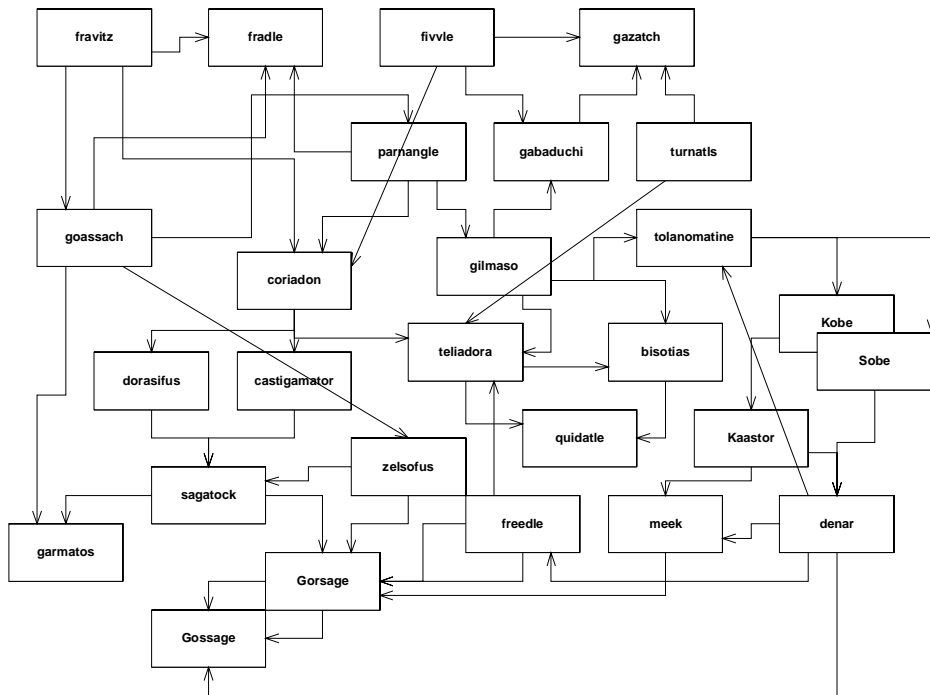 fravitz
fradle
fivvle
gazatch
parnangle
gabaduchi
turnatls
goassach
tolanomatine
coriadon
gilmaso
Kobe
teliadora
bisotias
Sobe
dorasifus
castigamator
quidatle
Kaastor
zelsofus
sagatock
freedle
meek
denar
garmatos
Gorsage
Gossage